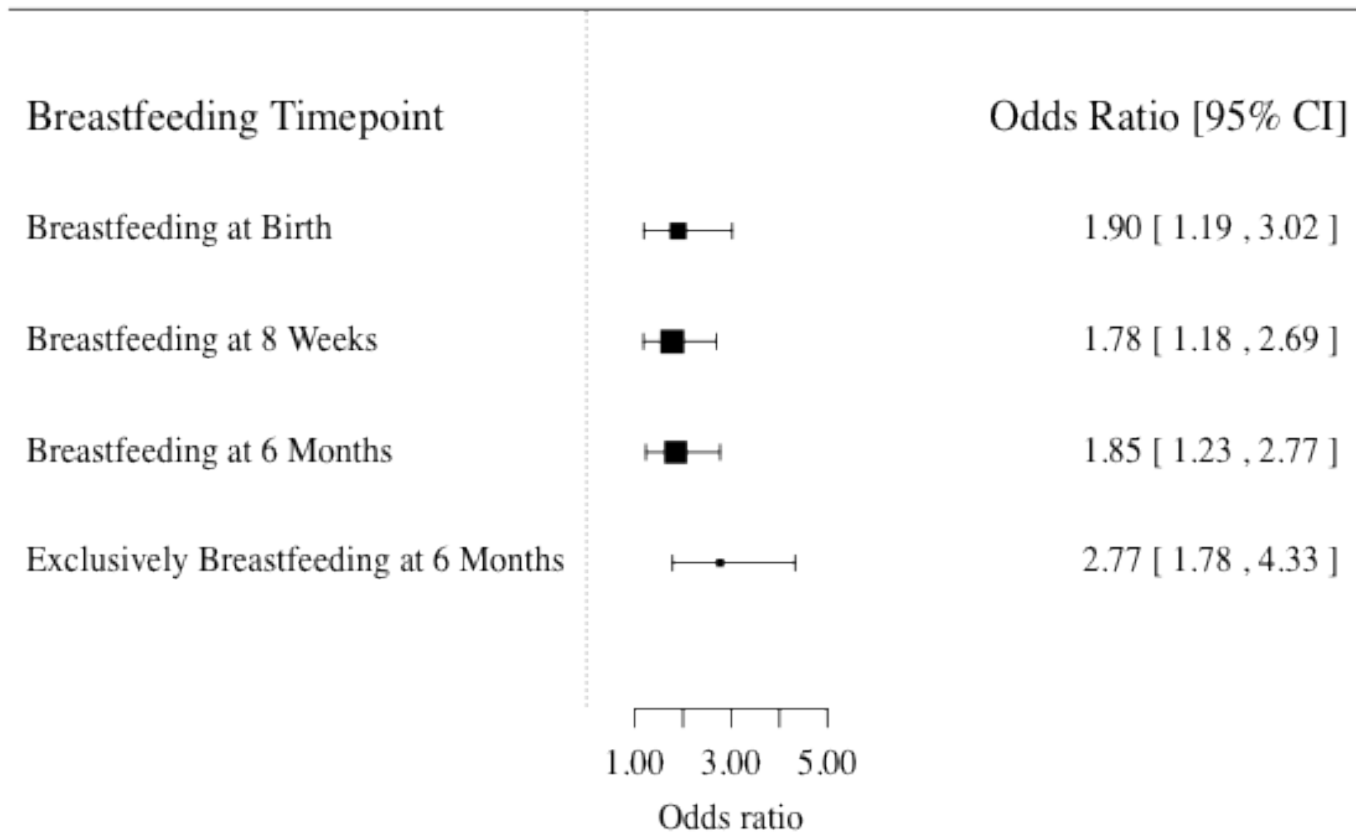 Breastfeeding Timepoint Odds Ratio [95% CI]
Breastfeeding at Birth 1.90 [ 1.19 , 3.02 ]
Breastfeeding at 8 Weeks 1.78 [ 1.18 , 2.69 ]
Breastfeeding at 6 Months 1.85 [ 1.23 , 2.77 ]
Exclusively Breastfeeding at 6 Months 2.77 [ 1.78 , 4.33 ]
1.00 3.00 5.00
Odds ratio